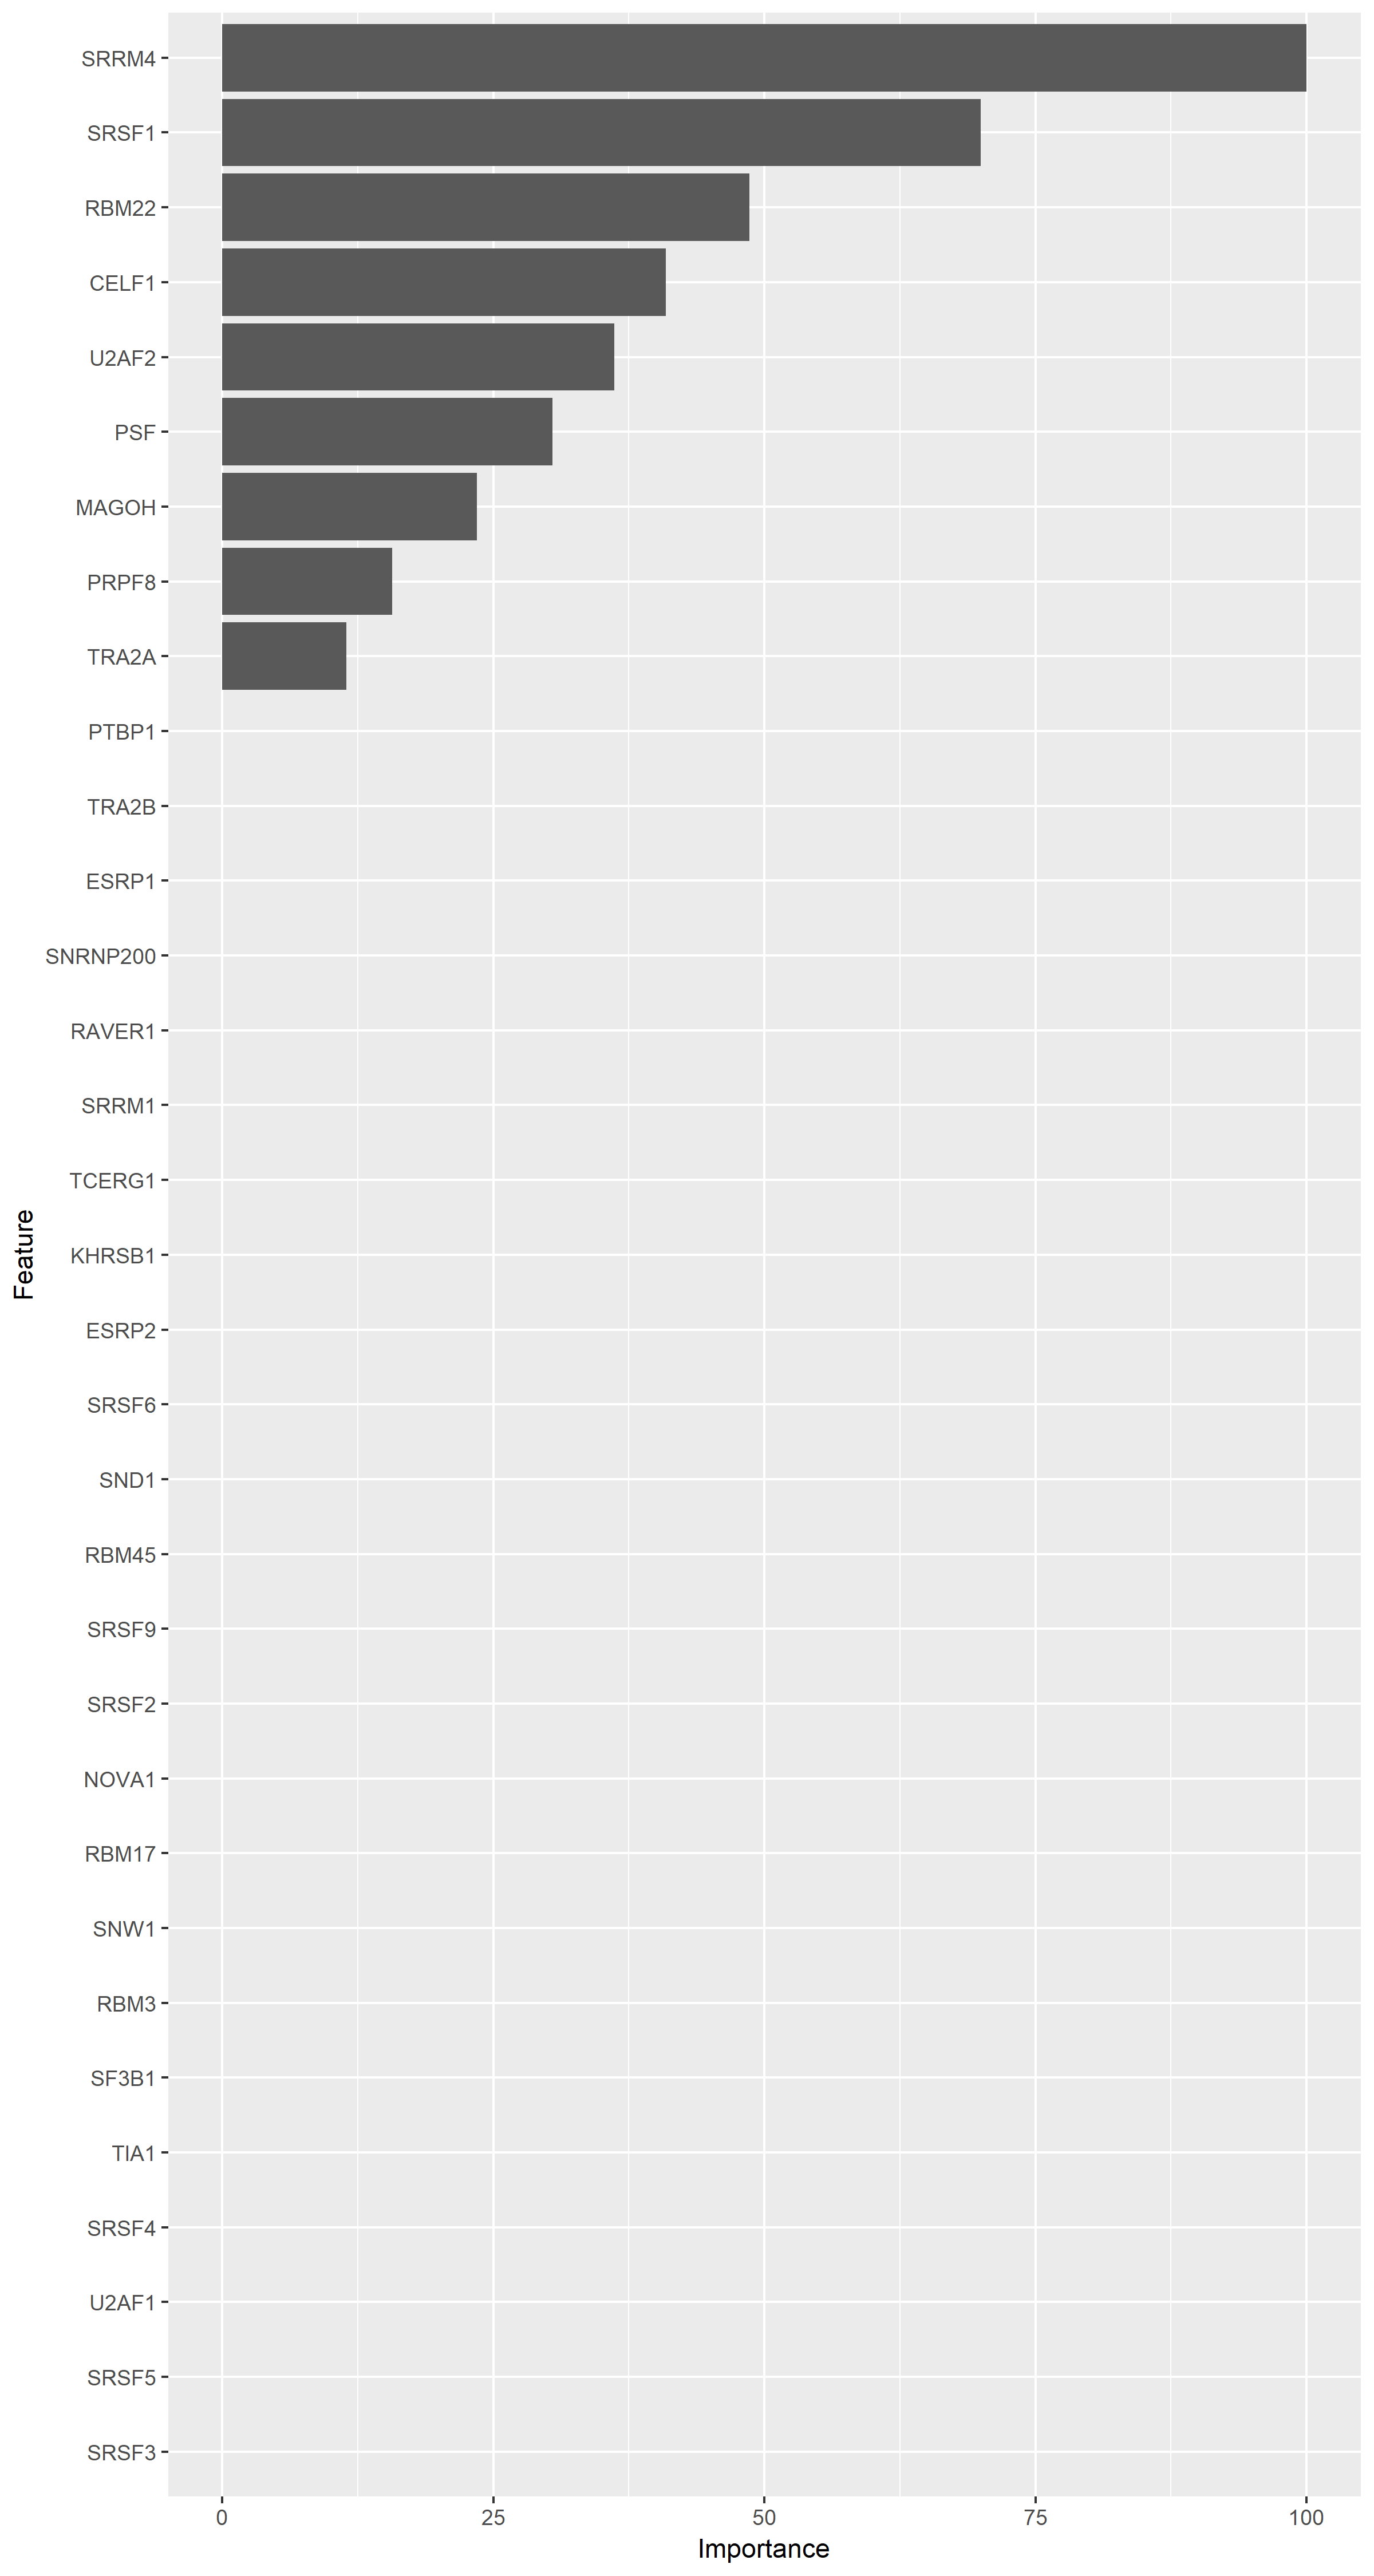 SRRM4
SRSF1
RBM22
CELF1
U2AF2
PSF
MAGOH
PRPF8
TRA2A
PTBP1
TRA2B
ESRP1
SNRNP200
RAVER1
SRRM1
TCERG1
KHRSB1
ESRP2
SRSF6
SND1
RBM45
SRSF9
SRSF2
NOVA1
RBM17
SNW1
RBM3
SF3B1
TIA1
SRSF4
U2AF1
SRSF5
SRSF3
Feature
0 25 50 75 100
Importance